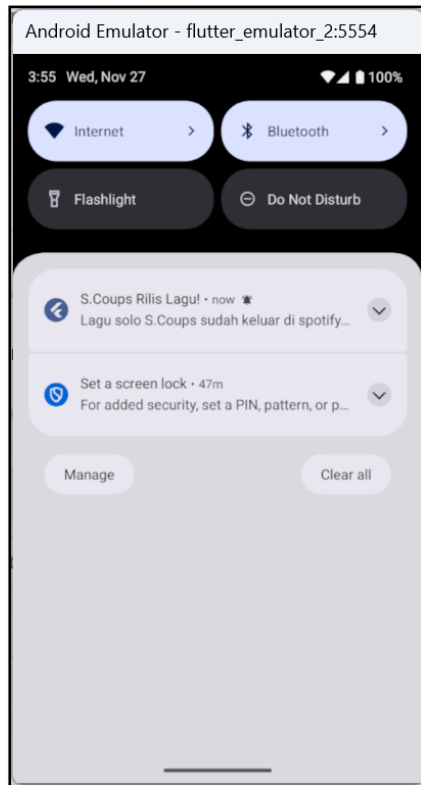 Android Emulator - flutter_emulator_2:5554
3:55 Wed, Nov 27 100%
Internet Bluetooth
Flashlight Do Not Disturb
S.Coups Rilis Lagu! • now
Lagu solo S.Coups sudah keluar di spotify...
Set a screen lock • 47m
For added security, set a PIN, pattern, or p...
Manage Clear all